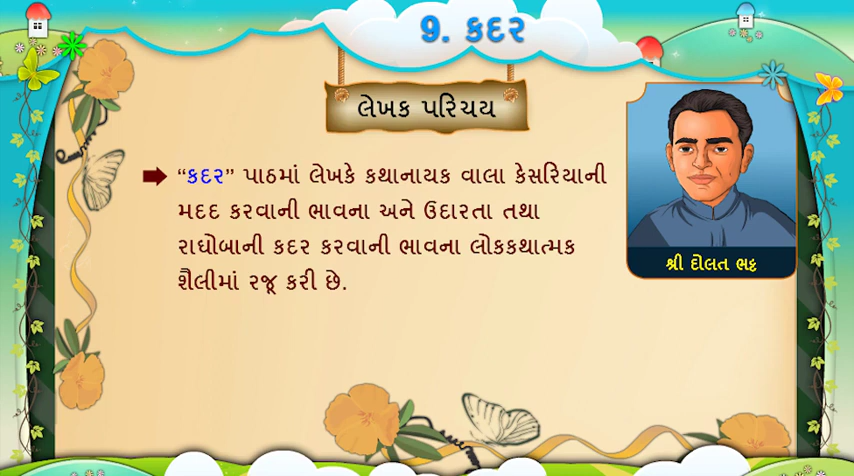 9. કદર
લેખક પરિચય
“કદર” પાઠમાં લેખકે કથાનાયક વાલા કેસરિયાની
મદદ કરવાની ભાવના અને ઉદારતા તથા
રાઘોબાની કદર કરવાની ભાવના લોકકથાત્મક
શૈલીમાં રજૂ કરી છે.
શ્રી દોલત ભટ્ટ